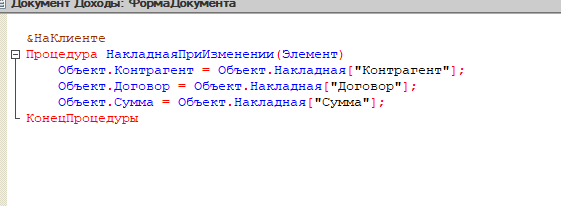 Документ Доходы: ФормаДокумента
&НаКлиенте
Процедура НакладнаяПриИзменении(Элемент)
Объект.Контрагент = Объект.Накладная["Контрагент"];
Объект.Договор = Объект.Накладная["Договор"];
Объект.Сумма = Объект.Накладная["Сумма"];
КонецПроцедуры